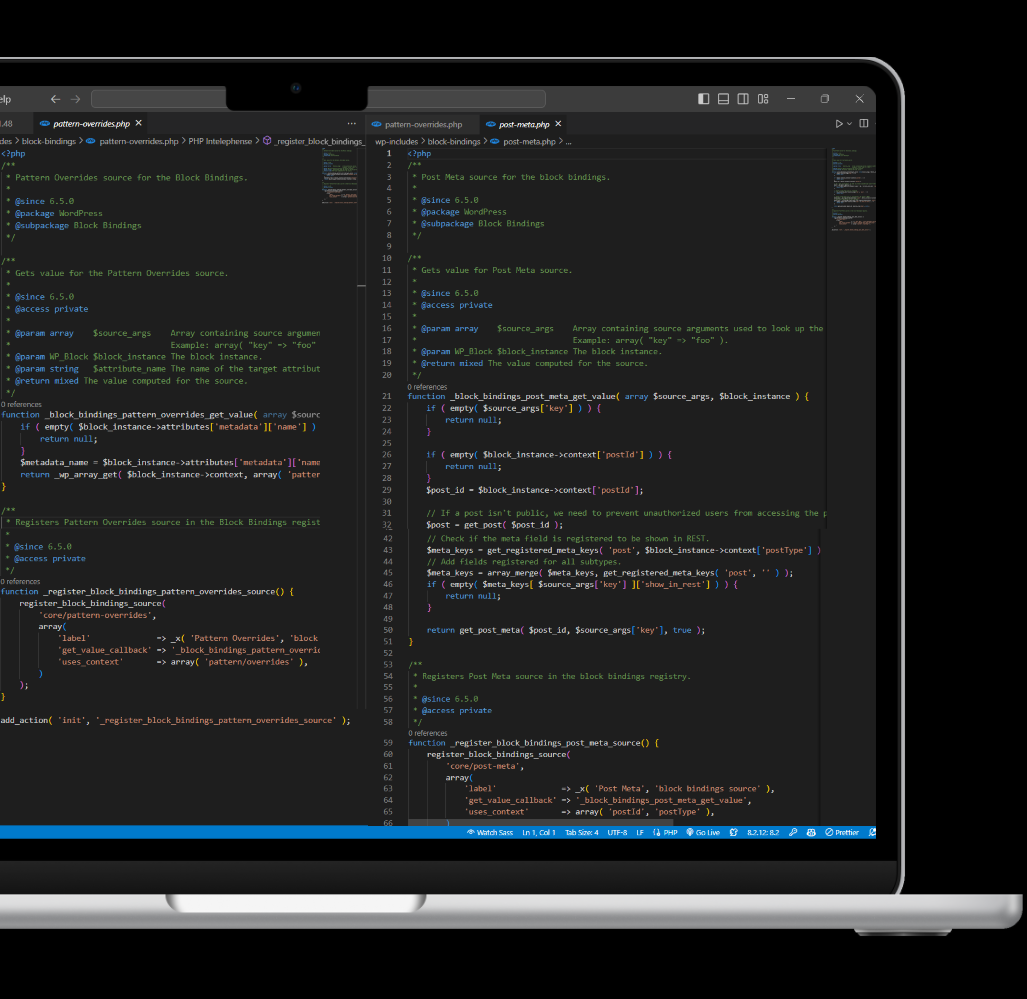 elp
1.48
pattern-overrides.php
des > block-bindings > pattern-overrides.php > PHP Intelephense > _register_block_bindings_
<?php
/**
* Pattern Overrides source for the Block Bindings.
*
* @since 6.5.0
* @package WordPress
* @subpackage Block Bindings
*/
/**
* Gets value for the Pattern Overrides source.
*
* @since 6.5.0
* @access private
*
* @param array    $source_args    Array containing source argumen
Example: array( "key" => "foo"
* @param WP_Block $block_instance The block instance.
* @param string   $attribute_name The name of the target attribut
* @return mixed The value computed for the source.
*/
0 references
function _block_bindings_pattern_overrides_get_value( array $sourc
if ( empty( $block_instance->attributes['metadata']['name'] )
return null;
}
$metadata_name = $block_instance->attributes['metadata']['name
return _wp_array_get( $block_instance->context, array( 'patter
}
/**
* Registers Pattern Overrides source in the Block Bindings regist
*
* @since 6.5.0
* @access private
*/
0 references
function _register_block_bindings_pattern_overrides_source() {
register_block_bindings_source(
'core/pattern-overrides',
array(
'label'              => _x( 'Pattern Overrides', 'block
'get_value_callback' => '_block_bindings_pattern_overric
'uses_context'       => array( 'pattern/overrides' ),
)
);
}
add_action( 'init', '_register_block_bindings_pattern_overrides_source' );
pattern-overrides.php
post-meta.php
wp-includes > block-bindings > post-meta.php > ...
1 <?php
2 /**
3 * Post Meta source for the block bindings.
4 *
5 * @since 6.5.0
6 * @package WordPress
7 * @subpackage Block Bindings
8 */
9
10 /**
11 * Gets value for Post Meta source.
12 *
13 * @since 6.5.0
14 * @access private
15 *
16 * @param array    $source_args    Array containing source arguments used to look up the
17 Example: array( "key" => "foo" ).
18 * @param WP_Block $block_instance The block instance.
19 * @return mixed The value computed for the source.
20 */
0 references
21 function _block_bindings_post_meta_get_value( array $source_args, $block_instance ) {
22 if ( empty( $source_args['key'] ) ) {
23 return null;
24 }
25
26 if ( empty( $block_instance->context['postId'] ) ) {
27 return null;
28 }
29 $post_id = $block_instance->context['postId'];
30
31 // If a post isn't public, we need to prevent unauthorized users from accessing the p
32 $post = get_post( $post_id );
42 // Check if the meta field is registered to be shown in REST.
43 $meta_keys = get_registered_meta_keys( 'post', $block_instance->context['postType'] )
44 // Add fields registered for all subtypes.
45 $meta_keys = array_merge( $meta_keys, get_registered_meta_keys( 'post', '' ) );
46 if ( empty( $meta_keys[ $source_args['key'] ]['show_in_rest'] ) ) {
47 return null;
48 }
49
50 return get_post_meta( $post_id, $source_args['key'], true );
51 }
52
53 /**
54 * Registers Post Meta source in the block bindings registry.
55 *
56 * @since 6.5.0
57 * @access private
58 */
0 references
59 function _register_block_bindings_post_meta_source() {
60 register_block_bindings_source(
61 'core/post-meta',
62 array(
63 'label'              => _x( 'Post Meta', 'block bindings source' ),
64 'get_value_callback' => '_block_bindings_post_meta_get_value',
65 'uses_context'       => array( 'postId', 'postType' ),
66 )
Watch Sass Ln 1, Col 1 Tab Size: 4 UTF-8 LF PHP Go Live 8.2.12: 8.2 Prettier